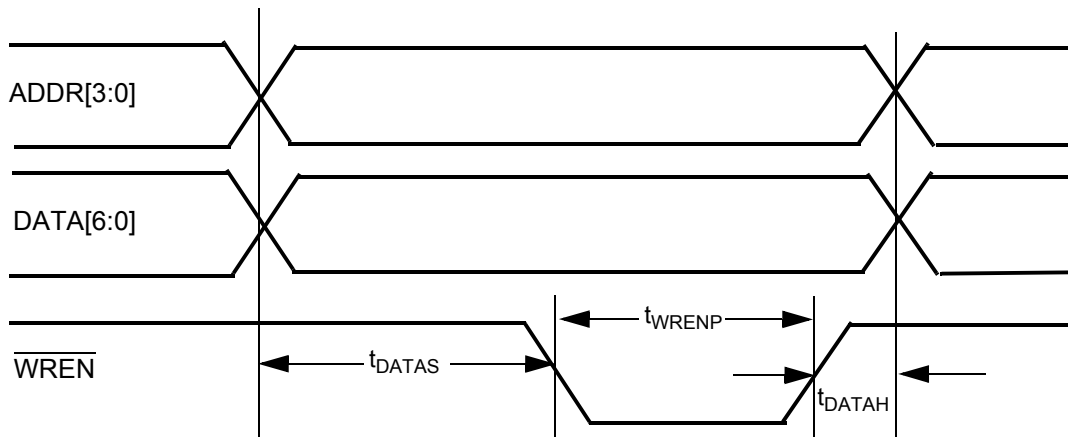 ADDR[3:0]
DATA[6:0]
tWRENP
WREN
tDATAS
tDATAH